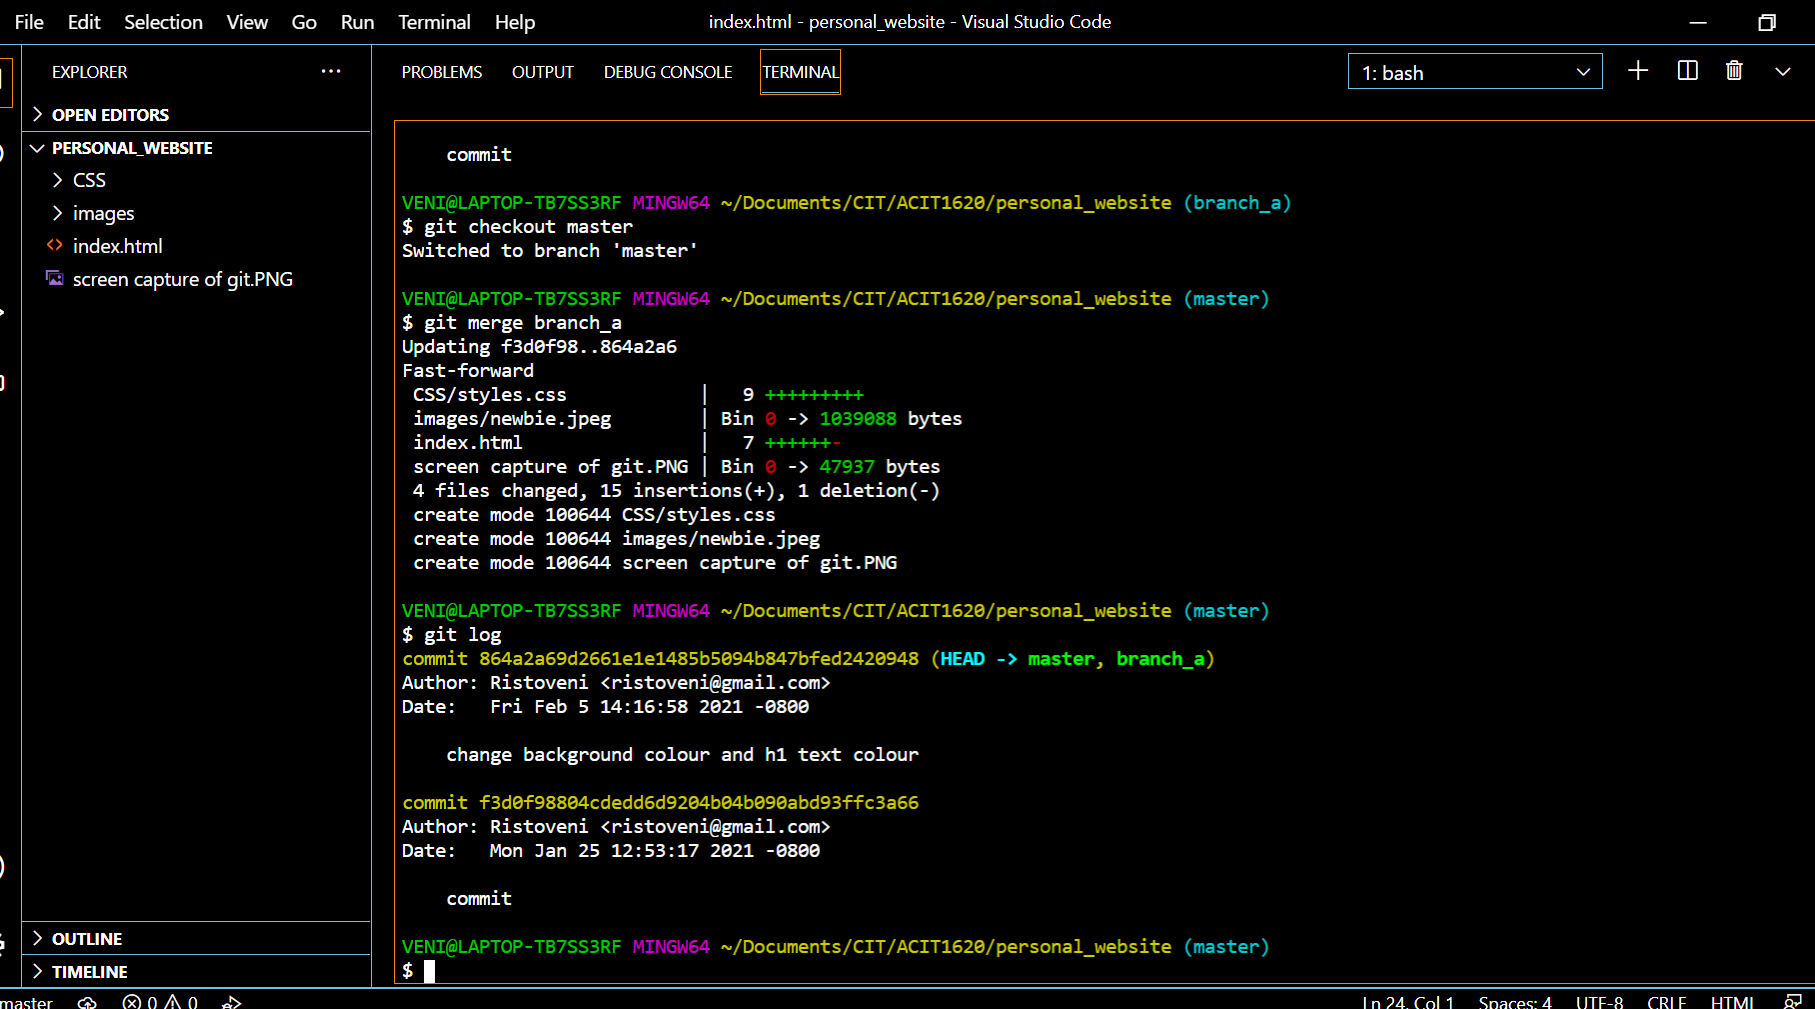 File Edit Selection View Go Run Terminal Help index.html - personal_website - Visual Studio Code
EXPLORER
OPEN EDITORS
PERSONAL_WEBSITE
CSS
images
index.html
screen capture of git.PNG
OUTLINE
TIMELINE
PROBLEMS OUTPUT DEBUG CONSOLE TERMINAL 1: bash
commit
VENI@LAPTOP-TB7SS3RF MINGW64 ~/Documents/CIT/ACIT1620/personal_website (branch_a)
$ git checkout master
Switched to branch 'master'
VENI@LAPTOP-TB7SS3RF MINGW64 ~/Documents/CIT/ACIT1620/personal_website (master)
$ git merge branch_a
Updating f3d0f98..864a2a6
Fast-forward
CSS/styles.css | 9 +++++++++
images/newbie.jpeg | Bin 0 -> 1039088 bytes
index.html | 7 ++++++-
screen capture of git.PNG | Bin 0 -> 47937 bytes
4 files changed, 15 insertions(+), 1 deletion(-)
create mode 100644 CSS/styles.css
create mode 100644 images/newbie.jpeg
create mode 100644 screen capture of git.PNG
VENI@LAPTOP-TB7SS3RF MINGW64 ~/Documents/CIT/ACIT1620/personal_website (master)
$ git log
commit 864a2a69d2661e1e1485b5094b847bfed2420948 (HEAD -> master, branch_a)
Author: Ristoveni <ristoveni@gmail.com>
Date: Fri Feb 5 14:16:58 2021 -0800
change background colour and h1 text colour
commit f3d0f98804cdedd6d9204b04b090abd93ffc3a66
Author: Ristoveni <ristoveni@gmail.com>
Date: Mon Jan 25 12:53:17 2021 -0800
commit
VENI@LAPTOP-TB7SS3RF MINGW64 ~/Documents/CIT/ACIT1620/personal_website (master)
$
master 0 0 Ln 24, Col 1 Spaces: 4 UTF-8 CRLF HTML